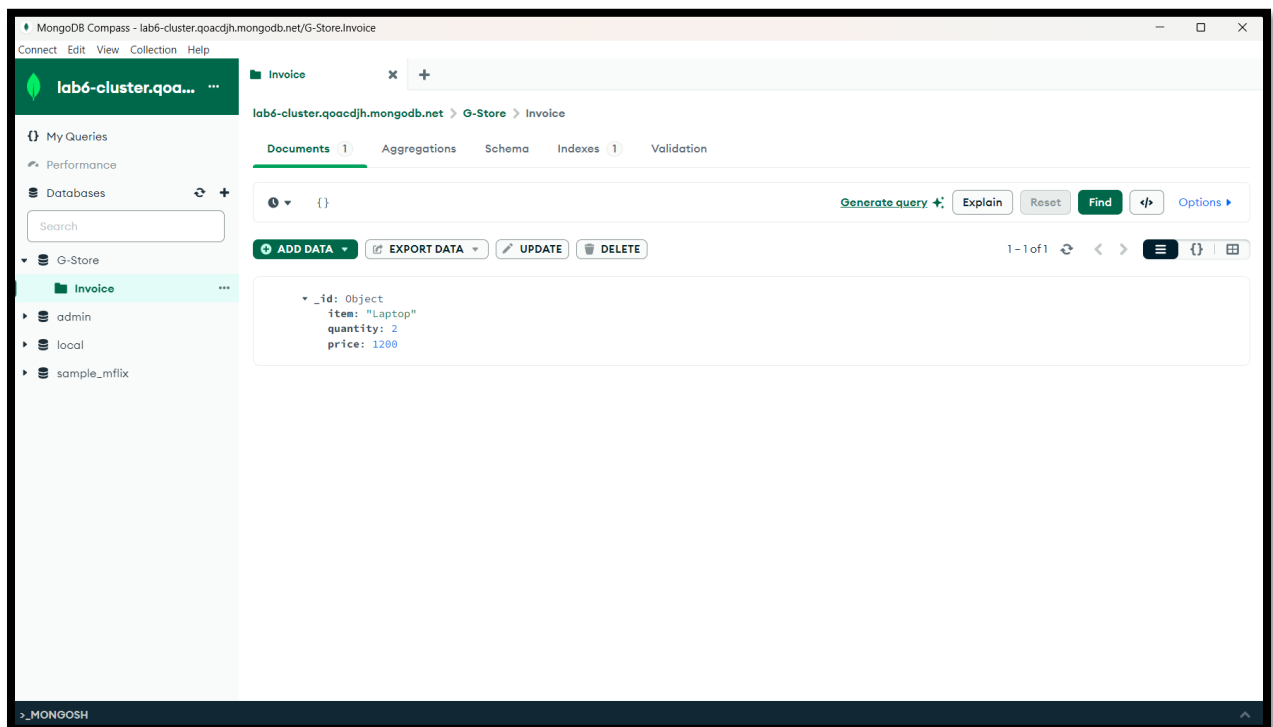 MongoDB Compass - lab6-cluster.qoacdjh.mongodb.net/G-Store.Invoice
Connect Edit View Collection Help
lab6-cluster.qoa... ...
Invoice
lab6-cluster.qoacdjh.mongodb.net > G-Store > Invoice
{} My Queries
Documents 1 Aggregations Schema Indexes 1 Validation
Performance
Databases
{} Generate query Explain Reset Find </> Options
Search
ADD DATA EXPORT DATA UPDATE DELETE 1 – 1 of 1 {}
G-Store
Invoice ...
admin
local
sample_mflix
_id: Object
item: "Laptop"
quantity: 2
price: 1200
>_MONGOSH